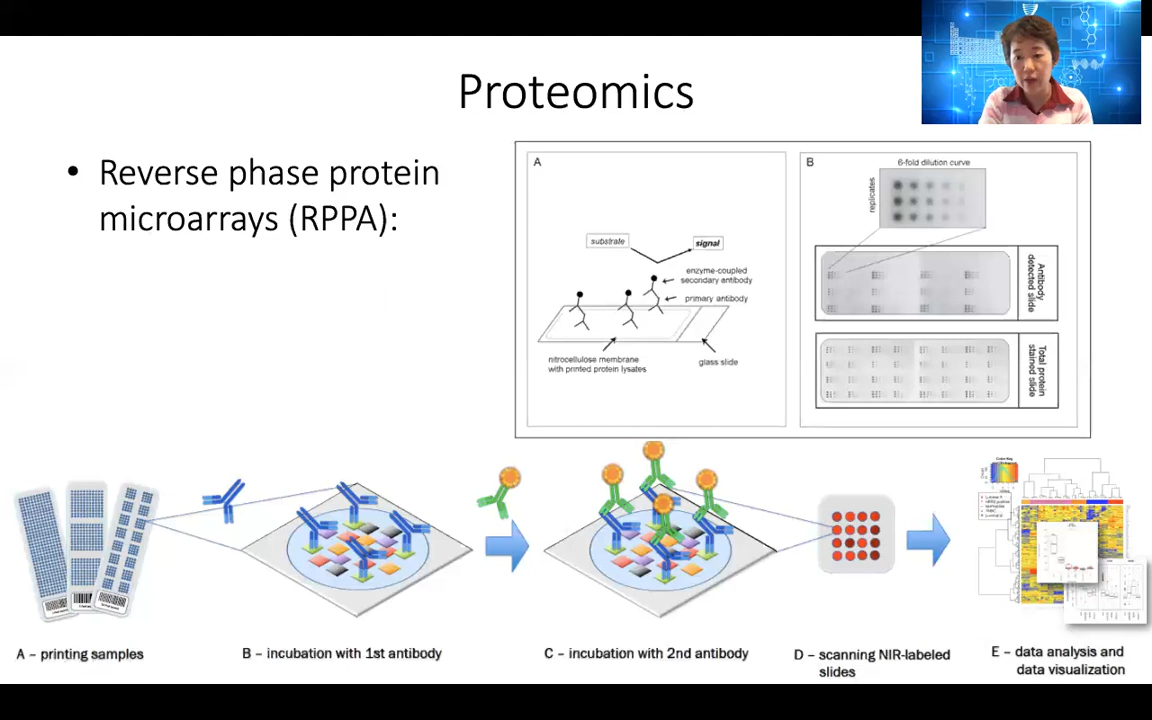 Proteomics
• Reverse phase protein
microarrays (RPPA):
A
substrate
signal
enzyme-coupled
secondary antibody
primary antibody
nitrocellulose membrane
with printed protein lysates
glass slide
B
6-fold dilution curve
replicates
Antibody
detected slide
Total protein
stained slide
A – printing samples
B – incubation with 1st antibody
C – incubation with 2nd antibody
D – scanning NIR-labeled
slides
E – data analysis and
data visualization